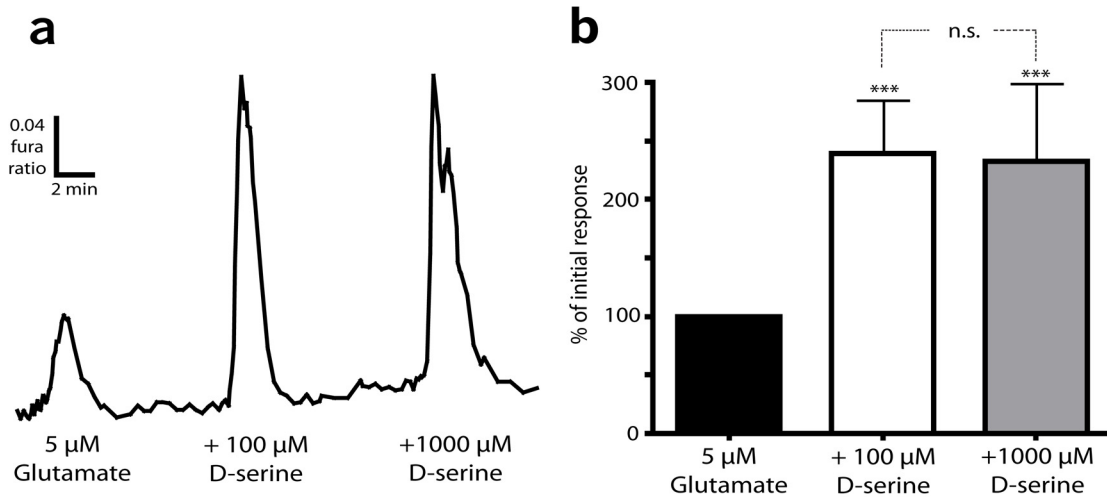 a
0.04
fura
ratio
2 min
5 µM
Glutamate
+ 100 µM
D-serine
+1000 µM
D-serine
b
n.s.
***
***
% of initial response
300
200
100
0
5 µM
Glutamate
+ 100 µM
D-serine
+1000 µM
D-serine